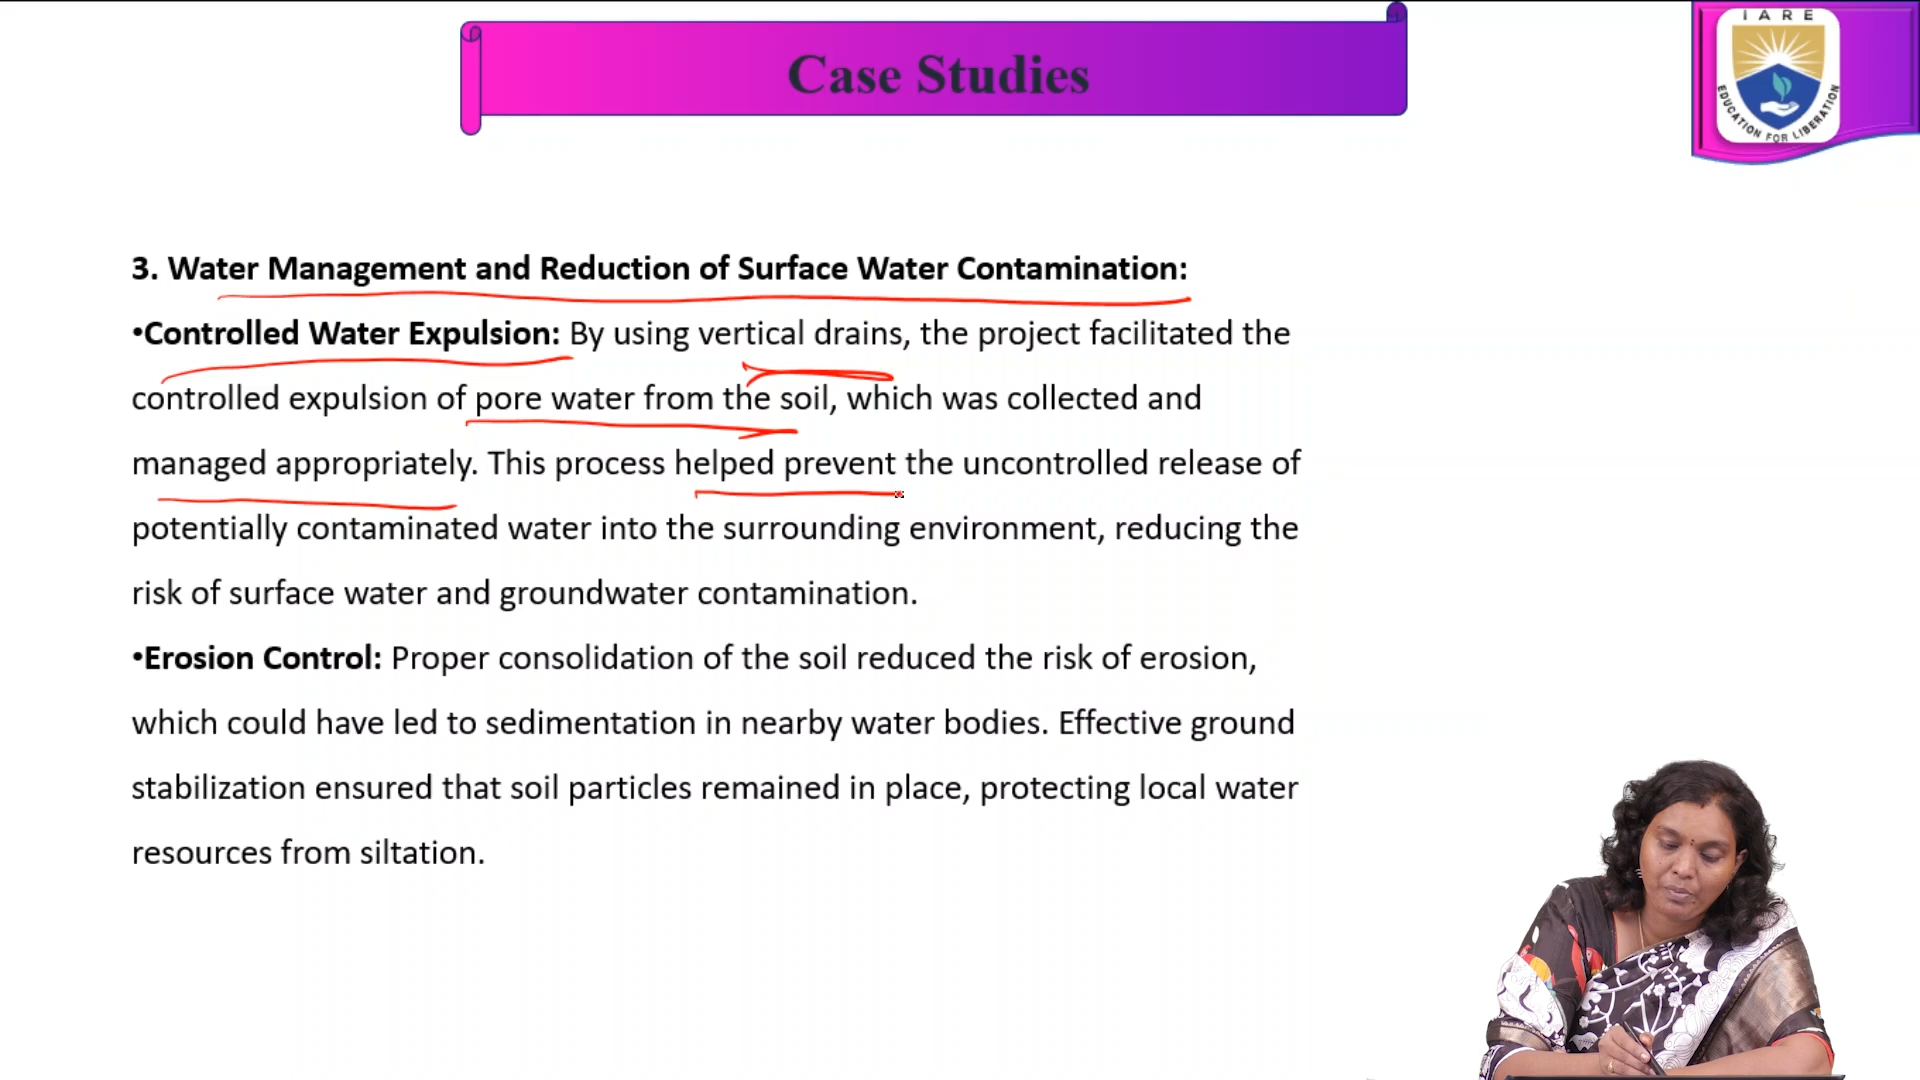 Case Studies
IARE
EDUCATION FOR LIBERATION
3. Water Management and Reduction of Surface Water Contamination:
•Controlled Water Expulsion: By using vertical drains, the project facilitated the
controlled expulsion of pore water from the soil, which was collected and
managed appropriately. This process helped prevent the uncontrolled release of
potentially contaminated water into the surrounding environment, reducing the
risk of surface water and groundwater contamination.
•Erosion Control: Proper consolidation of the soil reduced the risk of erosion,
which could have led to sedimentation in nearby water bodies. Effective ground
stabilization ensured that soil particles remained in place, protecting local water
resources from siltation.